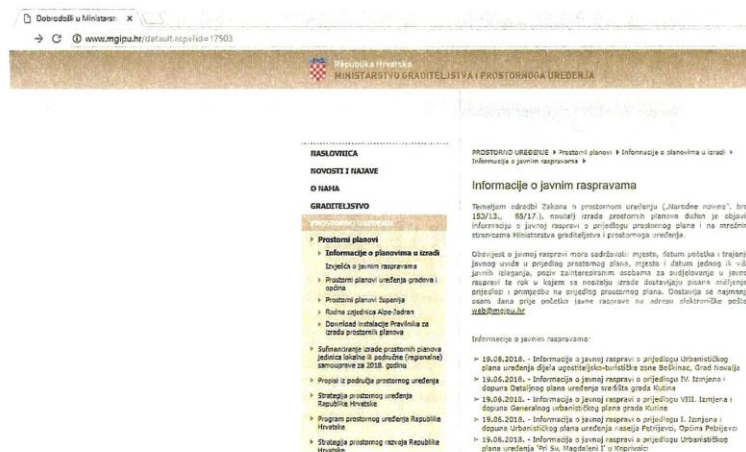 Dobrodošli u Ministarst
www.mgipu.hr/default.aspx?id=17503
Republika Hrvatska
MINISTARSTVO GRADITELJSTVA I PROSTORNOGA UREĐENJA
NASLOVNICA
NOVOSTI I NAJAVE
O NAMA
GRADITELJSTVO
PROSTORNO UREĐENJE
Prostorni planovi
Informacije o planovima u izradi
Izvješća o javnim raspravama
Prostorni planovi uređenja gradova i
općina
Prostorni planovi županija
Radna zajednica Alpe-Jadran
Download instalacije Pravilnika za
izradu prostornih planova
Sufinanciranje izrade prostornih planova
jedinica lokalne ili područne (regionalne)
samouprave za 2018. godinu
Propisi iz područja prostornog uređenja
Strategija prostornog uređenja
Republike Hrvatske
Program prostornog uređenja Republike
Hrvatske
Strategija prostornog razvoja Republike
Hrvatske
PROSTORNO UREĐENJE Prostorni planovi Informacije o planovima u izradi
Informacije o javnim raspravama
Informacije o javnim raspravama
Temeljem odredbi Zakona o prostornom uređenju („Narodne novine", bro
153/13., 65/17.), nositelj izrade prostornih planova dužan je objavi
informaciju o javnoj raspravi o prijedlogu prostornog plana i na mrežnim
stranicama Ministarstva graditeljstva i prostornoga uređenja.
Obavijest o javnoj raspravi mora sadržavati: mjesto, datum početka i trajanje
javnog uvida u prijedlog prostornog plana, mjesto i datum jednog ili viš
javnih izlaganja, poziv zainteresiranim osobama za sudjelovanje u javno
raspravi te rok u kojem se nositelju izrade dostavljaju pisana mišljenja
prijedlozi i primjedbe na prijedlog prostornog plana. Dostavlja se najmanje
osam dana prije početka javne rasprave na adresu elektroničke pošte
web@mgipu.hr
Informacije o javnim raspravama:
19.06.2018. - Informacija o javnoj raspravi o prijedlogu Urbanističkog
plana uređenja dijela ugostiteljsko-turističke zone Boškinac, Grad Novalja
19.06.2018. - Informacija o javnoj raspravi o prijedlogu IV. Izmjena i
dopuna Detaljnog plana uređenja središta grada Kutine
19.06.2018. - Informacija o javnoj raspravi o prijedlogu VIII. Izmjena i
dopuna Generalnog urbanističkog plana grada Kutine
19.06.2018. - Informacija o javnoj raspravi o prijedlogu I. Izmjena i
dopuna Urbanističkog plana uređenja naselja Petrijevci, Općina Petrijevci
19.06.2018. - Informacija o javnoj raspravi o prijedlogu Urbanističkog
plana uređenja 'Pri Sv. Magdaleni I' u Koprivnici